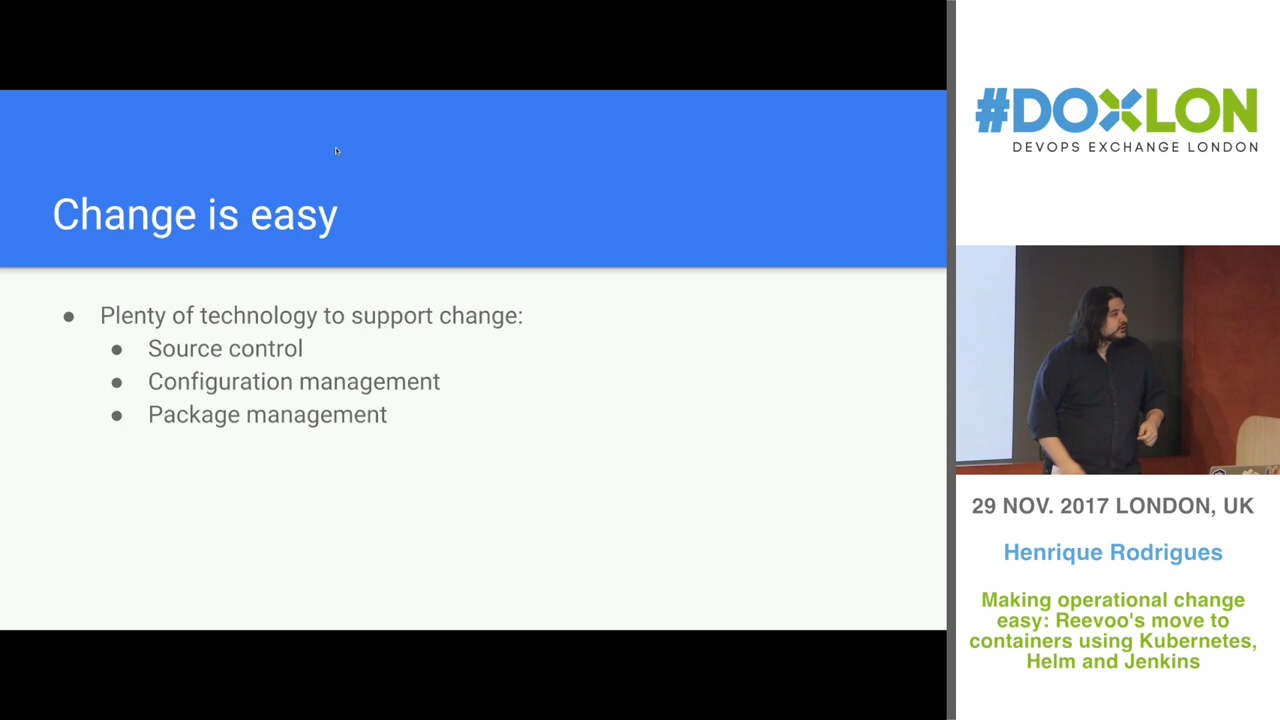 Change is easy
● Plenty of technology to support change:
● Source control
● Configuration management
● Package management
#DOXLON
DEVOPS EXCHANGE LONDON
29 NOV. 2017 LONDON, UK
Henrique Rodrigues
Making operational change
easy: Reevoo's move to
containers using Kubernetes,
Helm and Jenkins